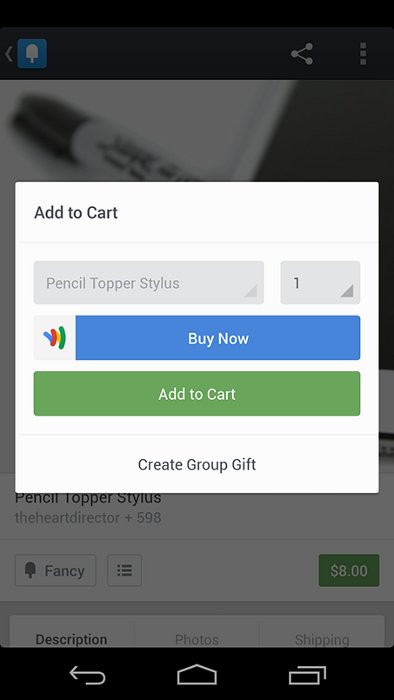 Add to Cart
Pencil Topper Stylus
1
Buy Now
Add to Cart
Create Group Gift
Pencil Topper Stylus
theheartdirector + 598
Fancy
$8.00
Description
Photos
Shipping